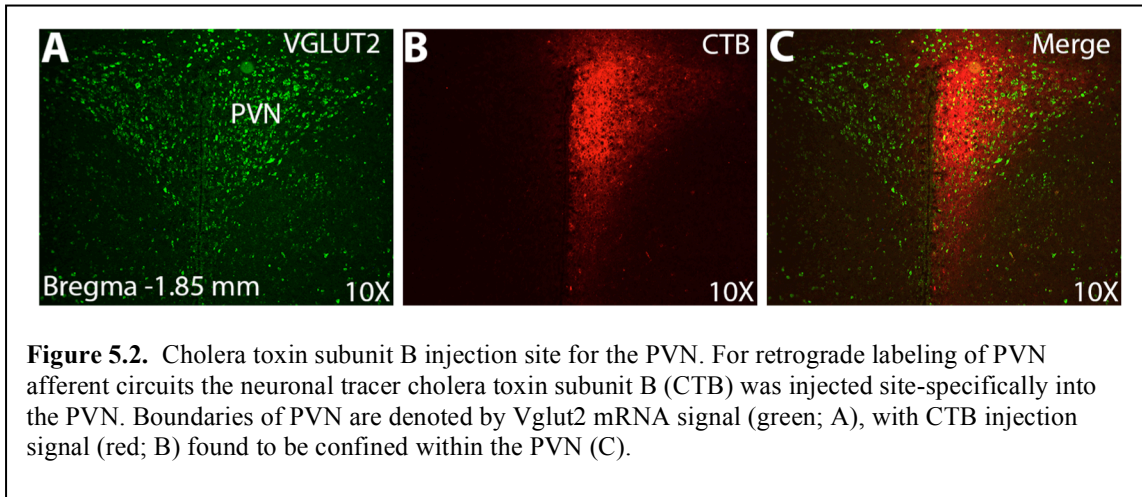 A VGLUT2 B CTB C Merge
PVN
Bregma -1.85 mm 10X 10X 10X
Figure 5.2. Cholera toxin subunit B injection site for the PVN. For retrograde labeling of PVN
afferent circuits the neuronal tracer cholera toxin subunit B (CTB) was injected site-specifically into
the PVN. Boundaries of PVN are denoted by Vglut2 mRNA signal (green; A), with CTB injection
signal (red; B) found to be confined within the PVN (C).